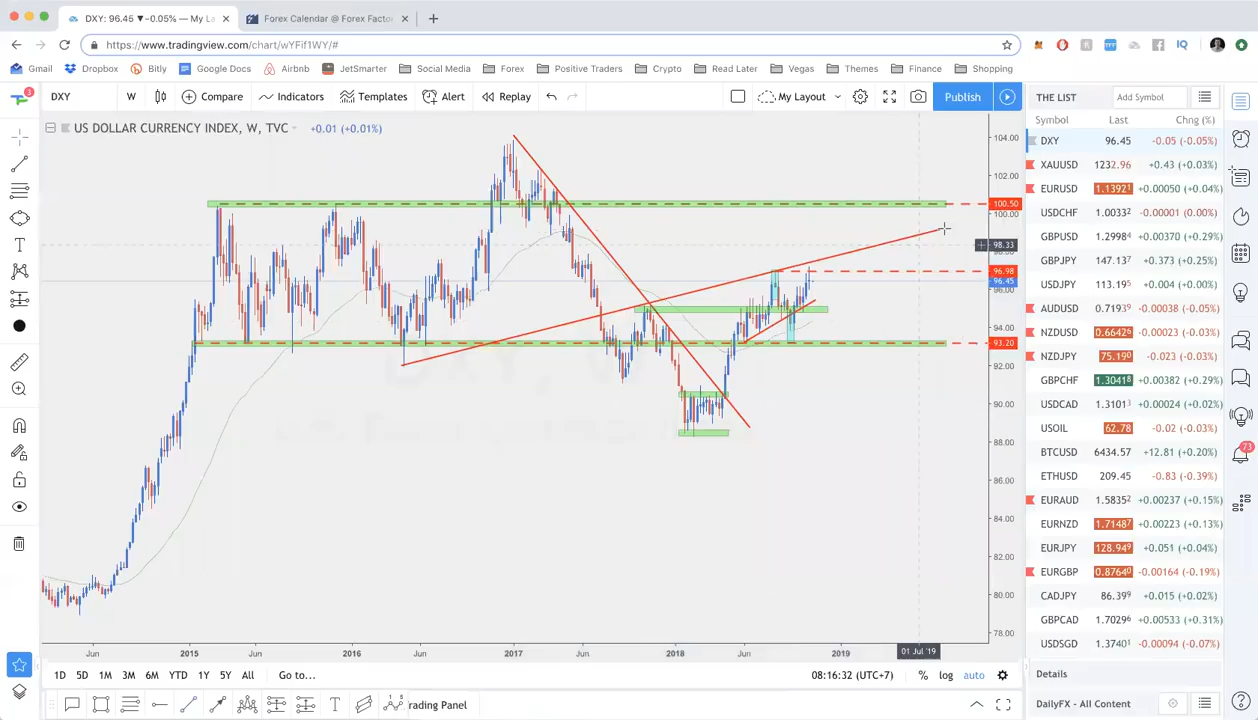 DXY: 96.45 ▼−0.05% — My La
Forex Calendar @ Forex Facto
https://www.tradingview.com/chart/wYFif1WY/#
Gmail Dropbox Bitly Google Docs Airbnb JetSmarter Social Media Forex Positive Traders Crypto Read Later Vegas Themes Finance Shopping
3 DXY W Compare Indicators Templates Alert Replay My Layout Publish
THE LIST Add Symbol
Symbol Last Chng (%)
US DOLLAR CURRENCY INDEX, W, TVC +0.01 (+0.01%)
DXY 96.45 -0.05 (-0.05%)
XAUUSD 1232.96 +0.43 (+0.03%)
EURUSD 1.13921 +0.00050 (+0.04%)
USDCHF 1.00332 -0.00001 (0.00%)
GBPUSD 1.29984 +0.00370 (+0.29%)
GBPJPY 147.137 +0.373 (+0.25%)
USDJPY 113.195 +0.004 (+0.00%)
AUDUSD 0.71939 -0.00038 (-0.05%)
NZDUSD 0.66426 -0.00023 (-0.03%)
NZDJPY 75.190 -0.023 (-0.03%)
GBPCHF 1.30418 +0.00382 (+0.29%)
USDCAD 1.31013 +0.00024 (+0.02%)
USOIL 62.78 -0.02 (-0.03%)
BTCUSD 6434.57 +12.81 (+0.20%)
ETHUSD 209.45 -0.83 (-0.39%)
EURAUD 1.58352 +0.00237 (+0.15%)
EURNZD 1.71487 +0.00223 (+0.13%)
EURJPY 128.949 +0.051 (+0.04%)
EURGBP 0.87640 -0.00164 (-0.19%)
CADJPY 86.399 +0.015 (+0.02%)
GBPCAD 1.70296 +0.00533 (+0.31%)
USDSGD 1.37401 -0.00094 (-0.07%)
104.00
102.00
100.50
100.00
98.33
96.98
96.45
96.00
94.00
93.20
92.00
90.00
88.00
86.00
84.00
82.00
80.00
78.00
73
Jun 2015 Jun 2016 Jun 2017 Jun 2018 Jun 2019 01 Jul '19
1D 5D 1M 3M 6M YTD 1Y 5Y All Go to... 08:16:32 (UTC+7) % log auto
Details
rading Panel
DailyFX - All Content